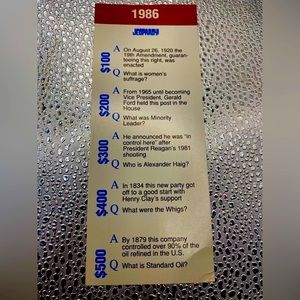 1986
JEOPARDY
$100
A On August 26, 1920 the
19th Amendment, guaran-
teeing this right, was
enacted
Q What is women's
suffrage?
$200
A From 1965 until becoming
Vice President, Gerald
Ford held this post in the
House
Q What was Minority
Leader?
$300
A He announced he was "in
control here" after
President Reagan's 1981
shooting
Q Who is Alexander Haig?
$400
A In 1834 this new party got
off to a good start with
Henry Clay's support
Q What were the Whigs?
$500
A By 1879 this company
controlled over 90% of the
oil refined in the U.S.
Q What is Standard Oil?